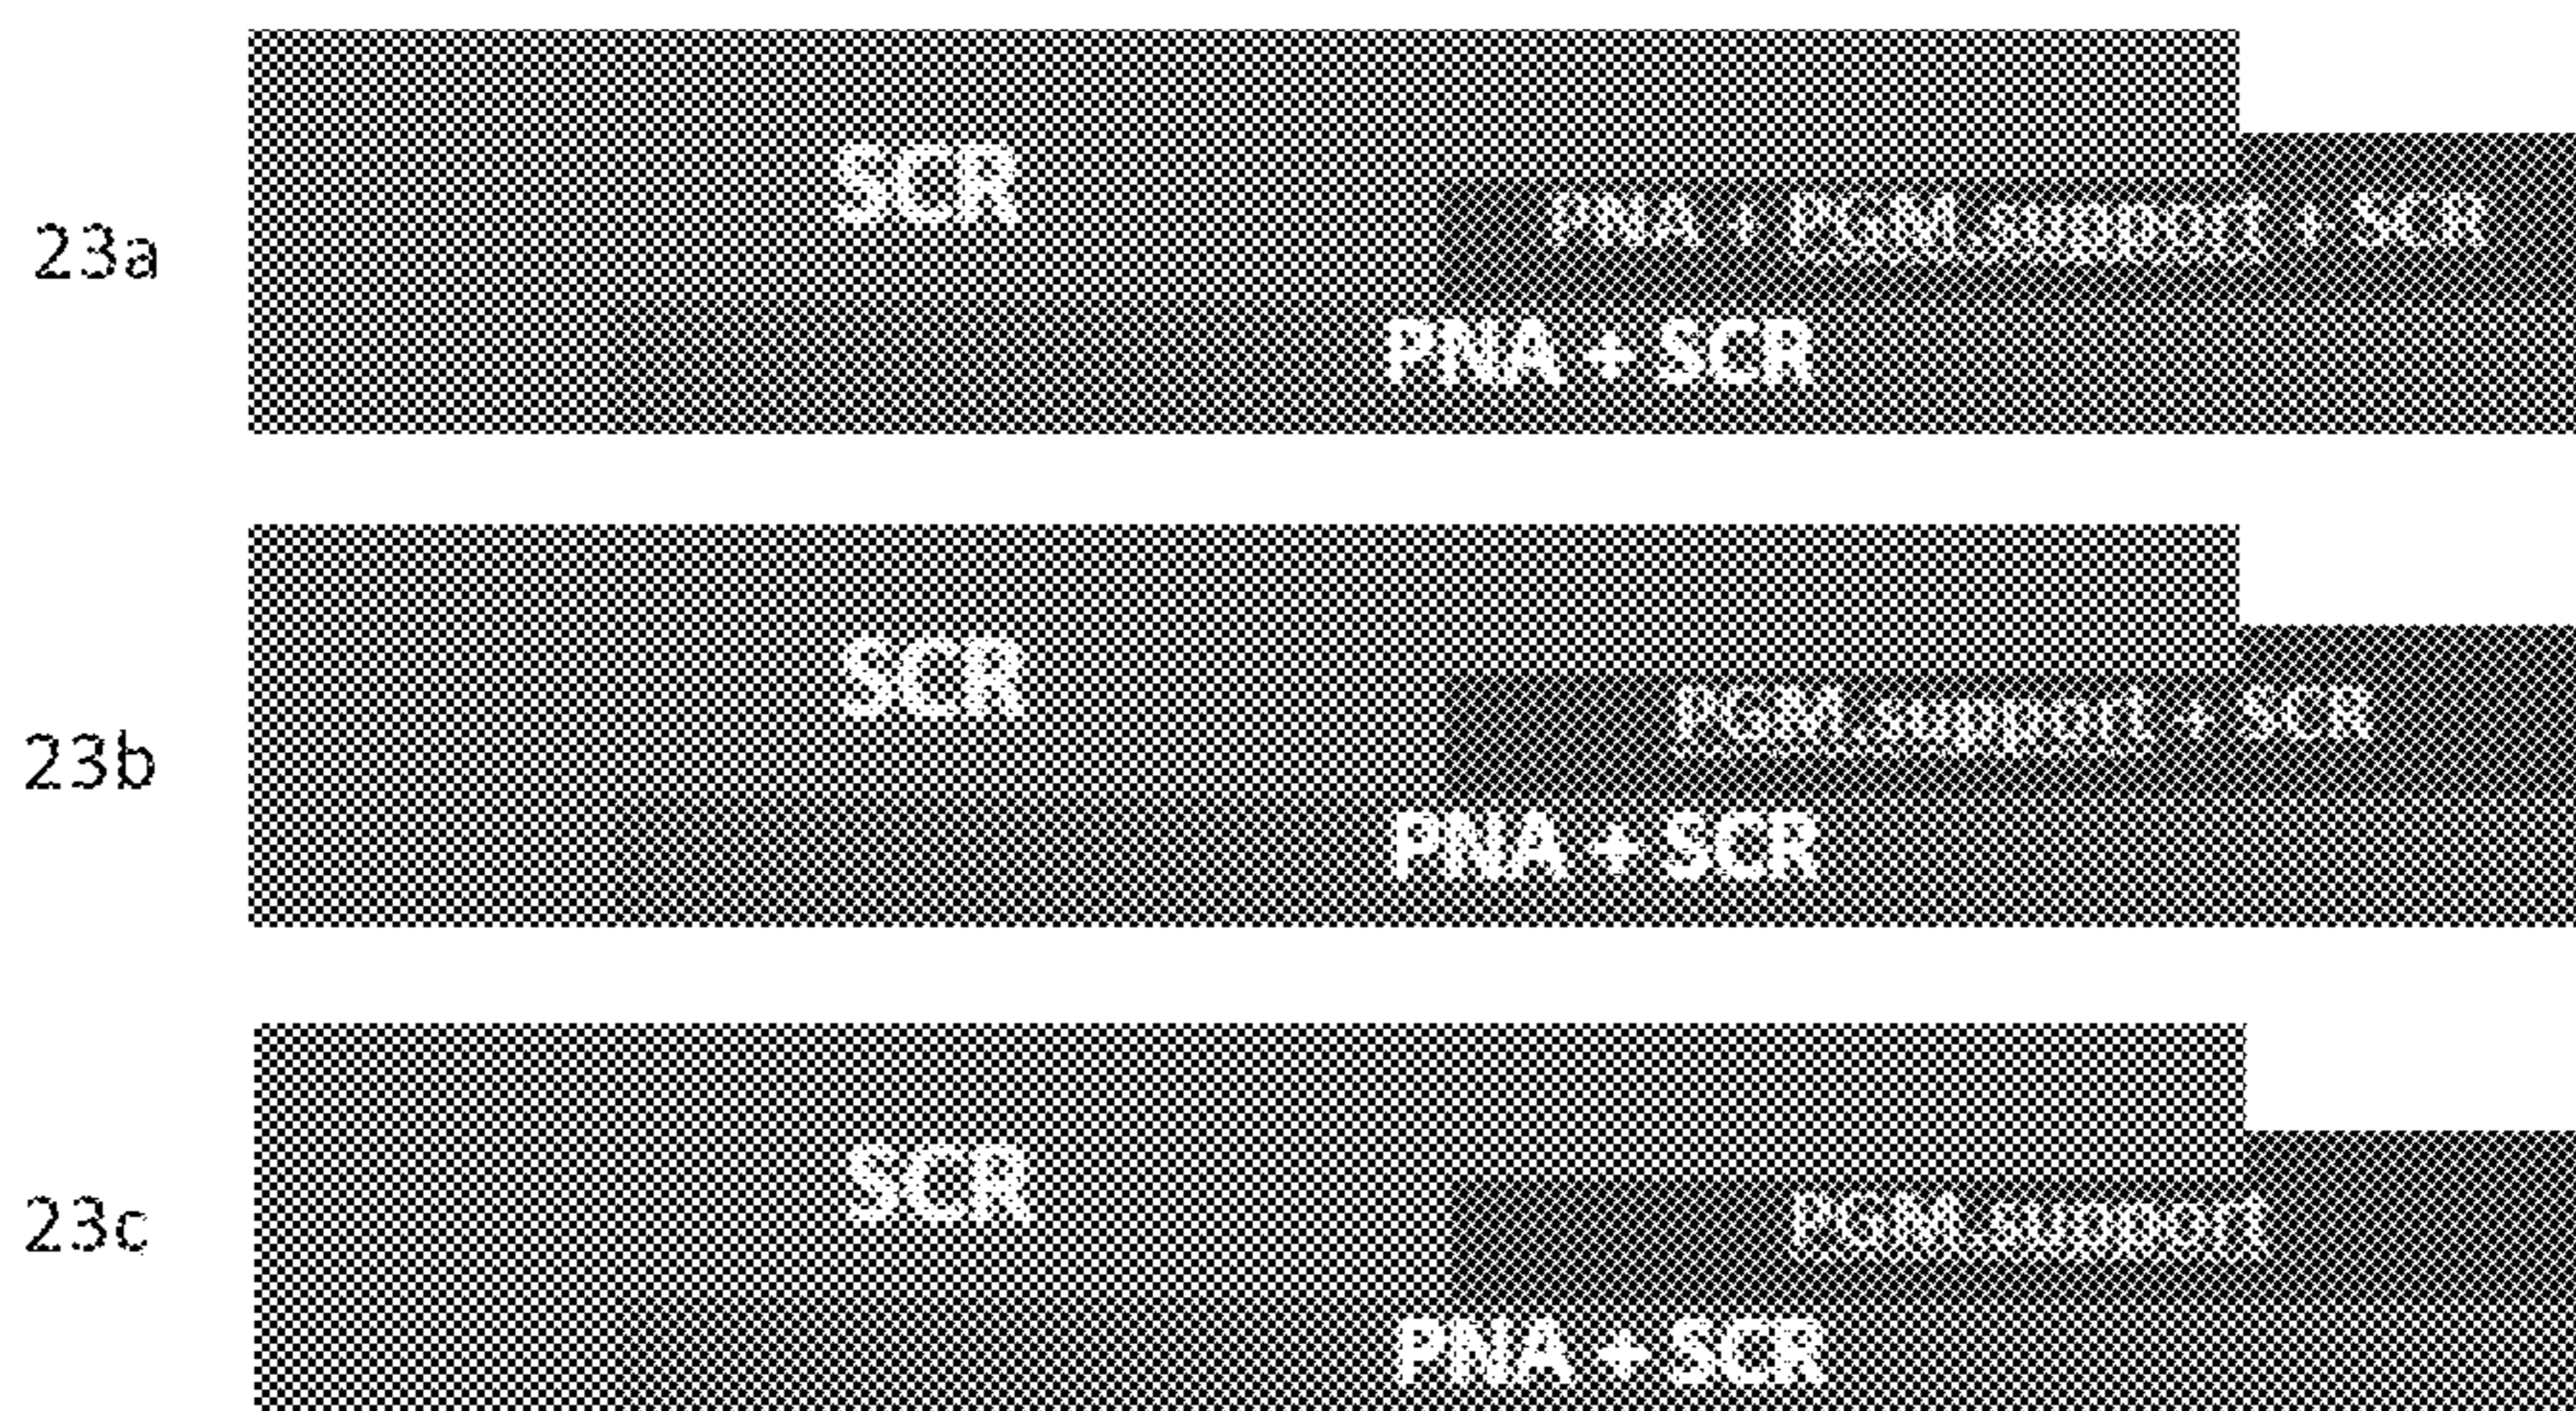 SCR
PNA + PGM.support + SCR
23a
PNA + SCR
SCR
PGM.support + SCR
23b
PNA + SCR
SCR
PGM.support
23c
PNA + SCR